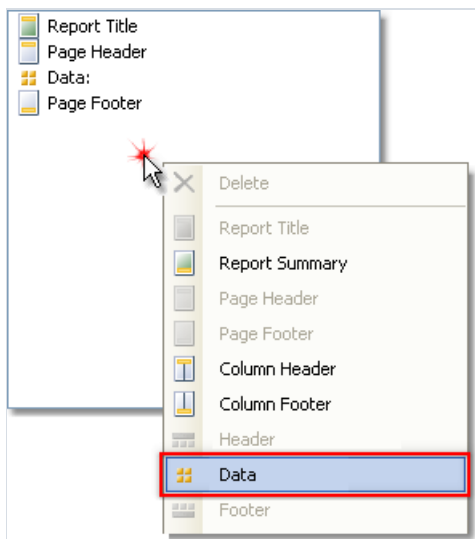 Report Title
Page Header
Data:
Page Footer
Delete
Report Title
Report Summary
Page Header
Page Footer
Column Header
Column Footer
Header
Data
Footer